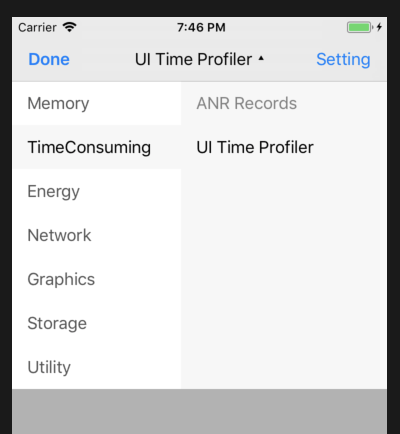 Carrier 7:46 PM
Done UI Time Profiler ▲ Setting
Memory ANR Records
TimeConsuming UI Time Profiler
Energy
Network
Graphics
Storage
Utility